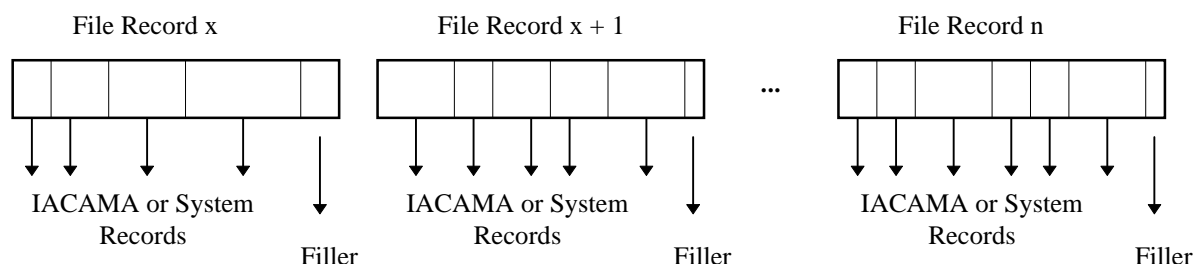 File Record x
File Record x + 1
File Record n
...
IACAMA or System
Records
Filler
IACAMA or System
Records
Filler
IACAMA or System
Records
Filler